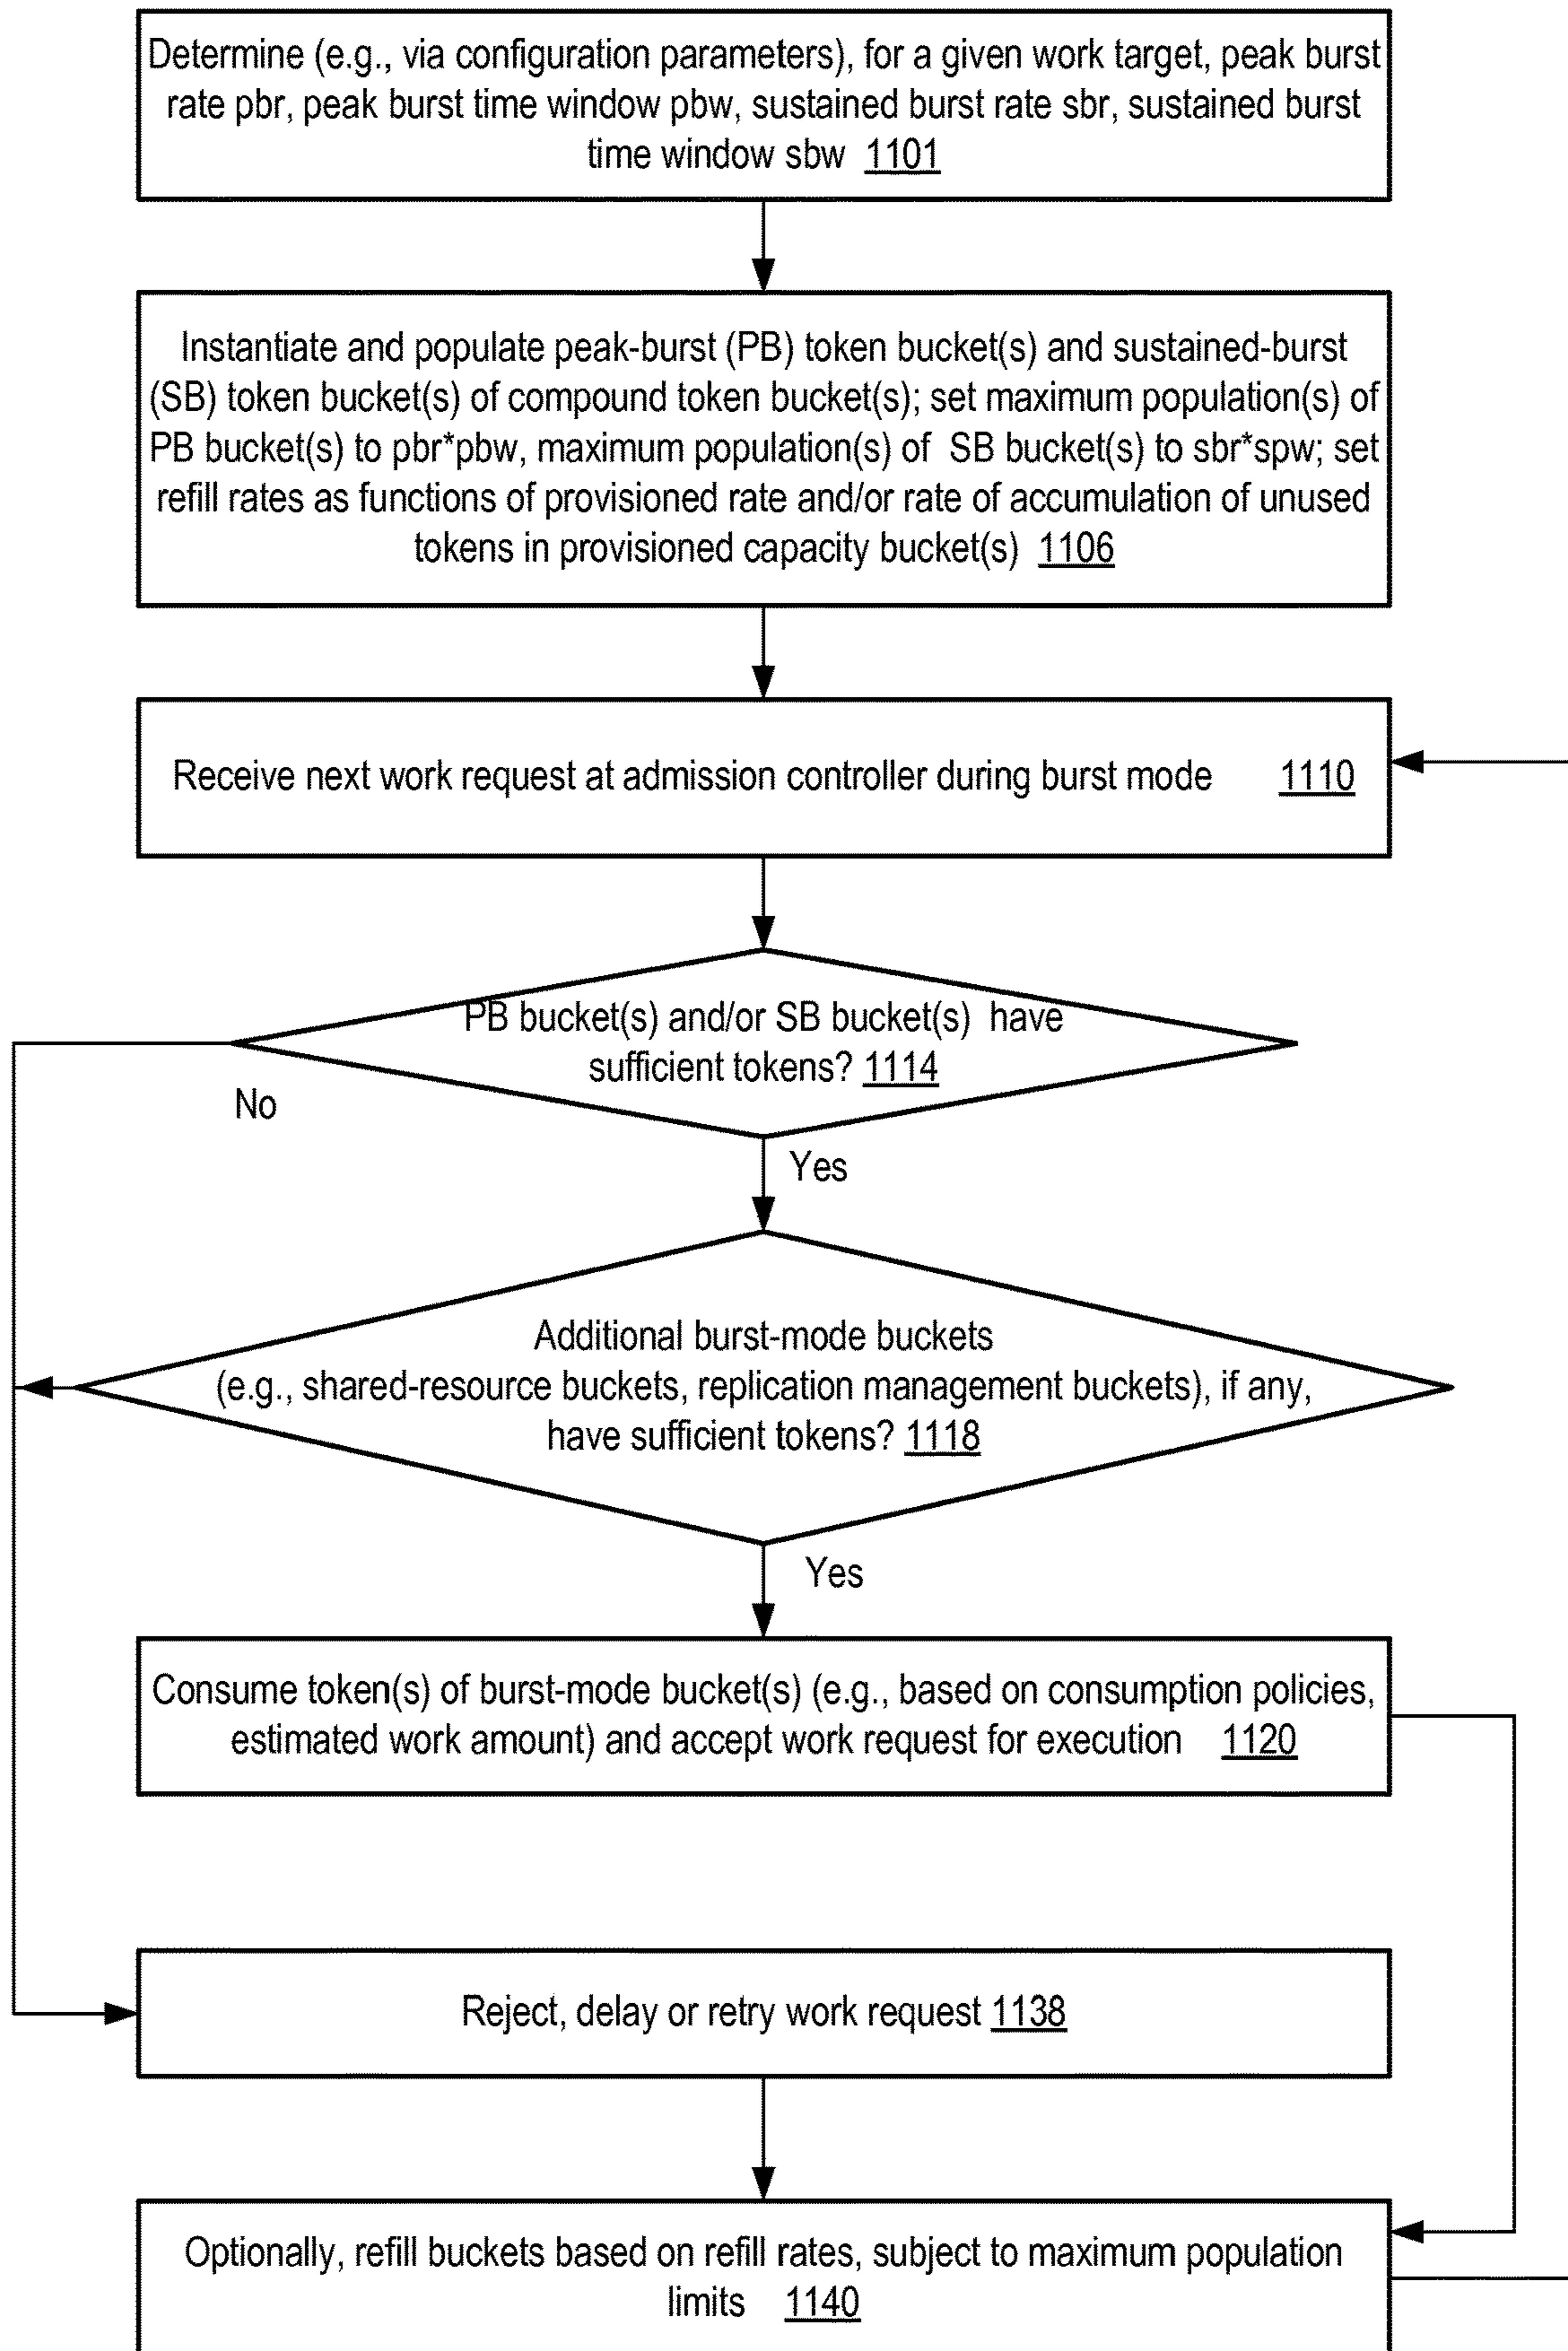 Determine (e.g., via configuration parameters), for a given work target, peak burst
rate pbr, peak burst time window pbw, sustained burst rate sbr, sustained burst
time window sbw 1101
Instantiate and populate peak-burst (PB) token bucket(s) and sustained-burst
(SB) token bucket(s) of compound token bucket(s); set maximum population(s) of
PB bucket(s) to pbr*pbw, maximum population(s) of SB bucket(s) to sbr*spw; set
refill rates as functions of provisioned rate and/or rate of accumulation of unused
tokens in provisioned capacity bucket(s) 1106
Receive next work request at admission controller during burst mode 1110
PB bucket(s) and/or SB bucket(s) have
sufficient tokens? 1114
No
Yes
Additional burst-mode buckets
(e.g., shared-resource buckets, replication management buckets), if any,
have sufficient tokens? 1118
Yes
Consume token(s) of burst-mode bucket(s) (e.g., based on consumption policies,
estimated work amount) and accept work request for execution 1120
Reject, delay or retry work request 1138
Optionally, refill buckets based on refill rates, subject to maximum population
limits 1140